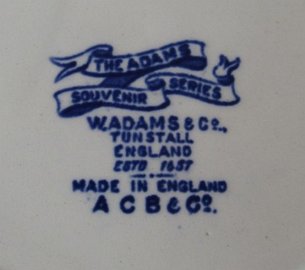 THE ADAMS
SOUVENIR SERIES
W. ADAMS & Co.,
TUNSTALL
ENGLAND
ESTD 1657
MADE IN ENGLAND
A C B & Co.